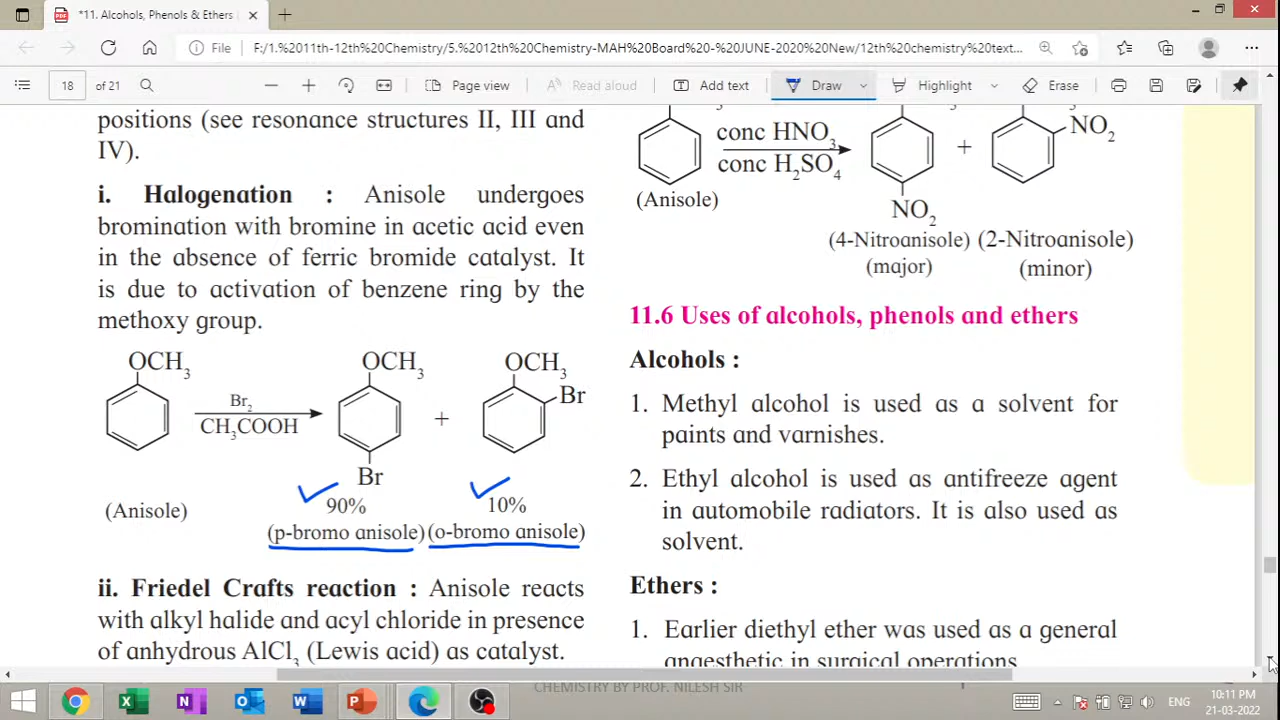 *11. Alcohols, Phenols & Ethers
File
F:/1.%2011th-12th%20Chemistry/5.%2012th%20Chemistry-MAH%20Board%20-%20JUNE-2020%20New/12th%20chemistry%20text...
18 of 21
Page view
Read aloud
Add text
Draw
Highlight
Erase
positions (see resonance structures II, III and
IV).
i. Halogenation : Anisole undergoes
bromination with bromine in acetic acid even
in the absence of ferric bromide catalyst. It
is due to activation of benzene ring by the
methoxy group.
OCH₃ OCH₃ OCH₃
Br₂ Br
CH₃COOH +
Br
(Anisole) 90% 10%
(p-bromo anisole) (o-bromo anisole)
ii. Friedel Crafts reaction : Anisole reacts
with alkyl halide and acyl chloride in presence
of anhydrous AlCl₃ (Lewis acid) as catalyst.
3 3 3
conc HNO₃ + NO₂
conc H₂SO₄
(Anisole) NO₂
(4-Nitroanisole) (2-Nitroanisole)
(major) (minor)
11.6 Uses of alcohols, phenols and ethers
Alcohols :
1. Methyl alcohol is used as a solvent for
paints and varnishes.
2. Ethyl alcohol is used as antifreeze agent
in automobile radiators. It is also used as
solvent.
Ethers :
1. Earlier diethyl ether was used as a general
anaesthetic in surgical operations.
CHEMISTRY BY PROF. NILESH SIR
ENG
10:11 PM
21-03-2022